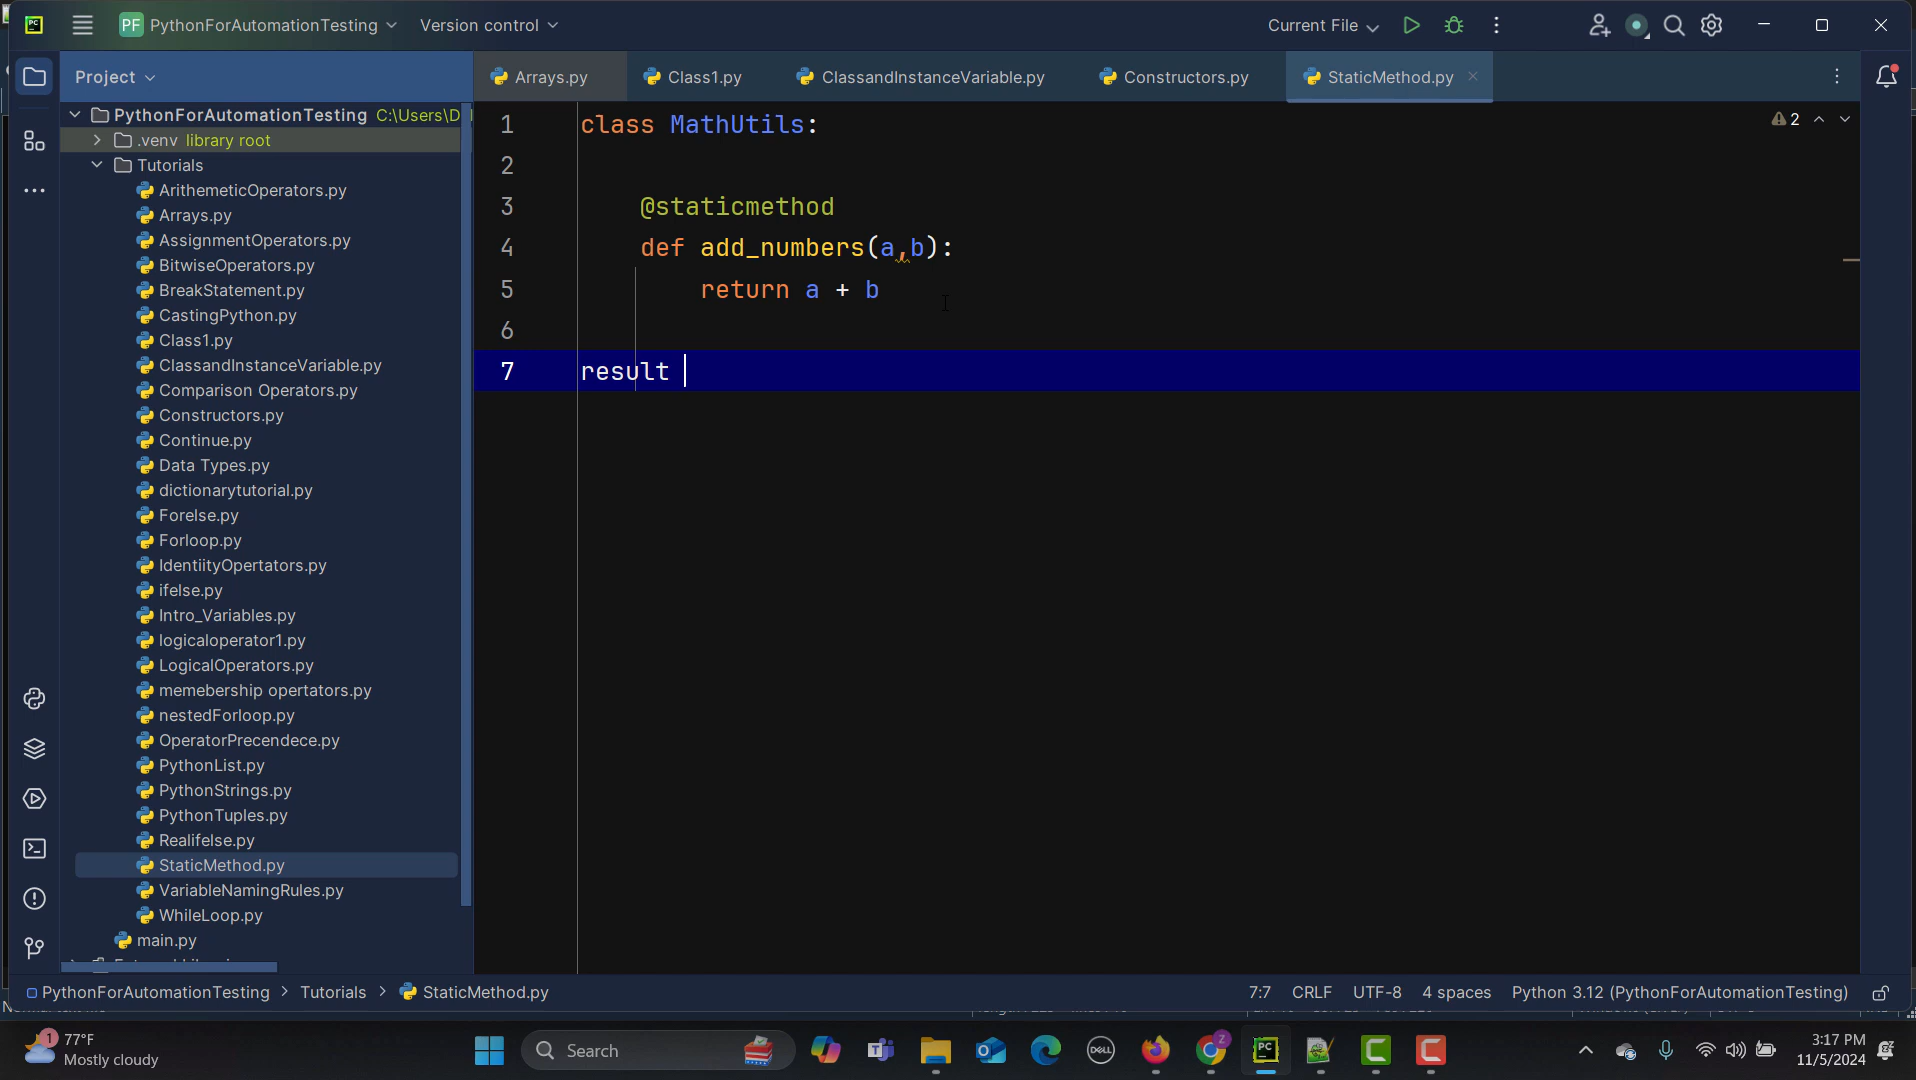 PC
PF PythonForAutomationTesting
Version control
Current File
Project
Arrays.py
Class1.py
ClassandInstanceVariable.py
Constructors.py
StaticMethod.py
PythonForAutomationTesting C:\Users\D
.venv library root
Tutorials
ArithemeticOperators.py
Arrays.py
AssignmentOperators.py
BitwiseOperators.py
BreakStatement.py
CastingPython.py
Class1.py
ClassandInstanceVariable.py
Comparison Operators.py
Constructors.py
Continue.py
Data Types.py
dictionarytutorial.py
Forelse.py
Forloop.py
IdentiityOpertators.py
ifelse.py
Intro_Variables.py
logicaloperator1.py
LogicalOperators.py
memebership opertators.py
nestedForloop.py
OperatorPrecendece.py
PythonList.py
PythonStrings.py
PythonTuples.py
Realifelse.py
StaticMethod.py
VariableNamingRules.py
WhileLoop.py
main.py
1 class MathUtils:
2
3 @staticmethod
4 def add_numbers(a,b):
5 return a + b
6
7 result
2
PythonForAutomationTesting > Tutorials > StaticMethod.py
7:7 CRLF UTF-8 4 spaces Python 3.12 (PythonForAutomationTesting)
1
77°F
Mostly cloudy
Search
DELL
Z
PC
3:17 PM
11/5/2024